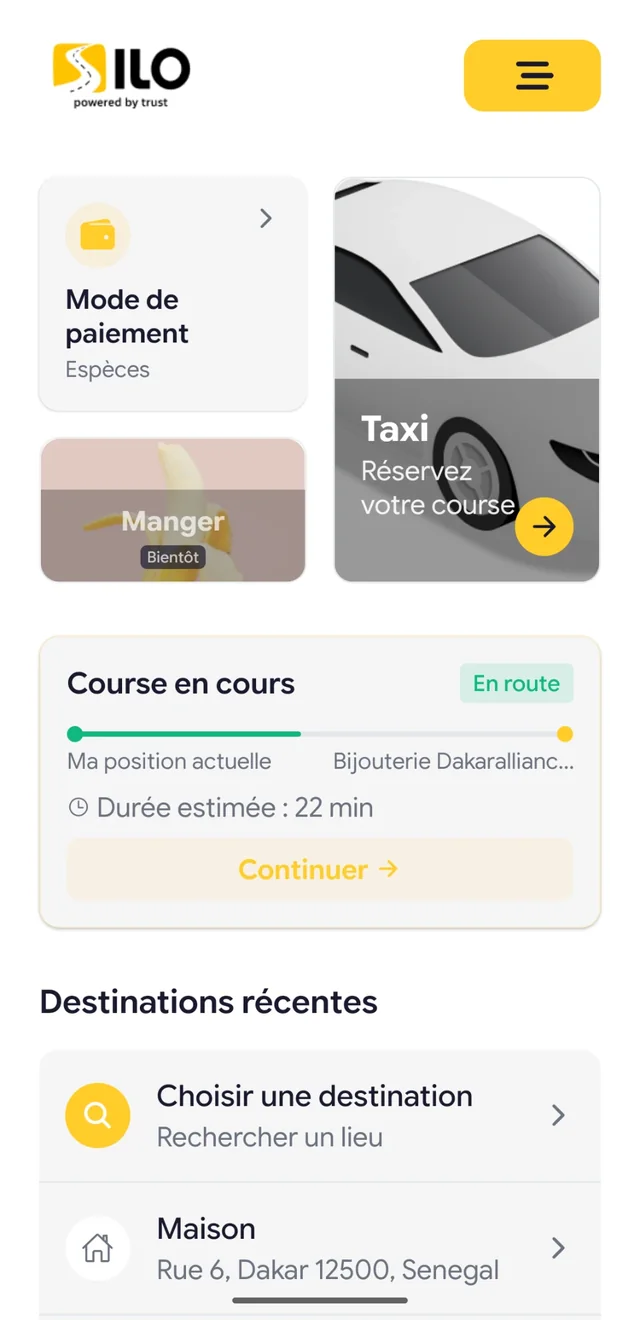 SILO
powered by trust
Mode de
paiement
Espèces
Taxi
Réservez
votre course
Manger
Bientôt
Course en cours
En route
Ma position actuelle
Bijouterie Dakarallianc...
Durée estimée : 22 min
Continuer →
Destinations récentes
Choisir une destination
Rechercher un lieu
Maison
Rue 6, Dakar 12500, Senegal